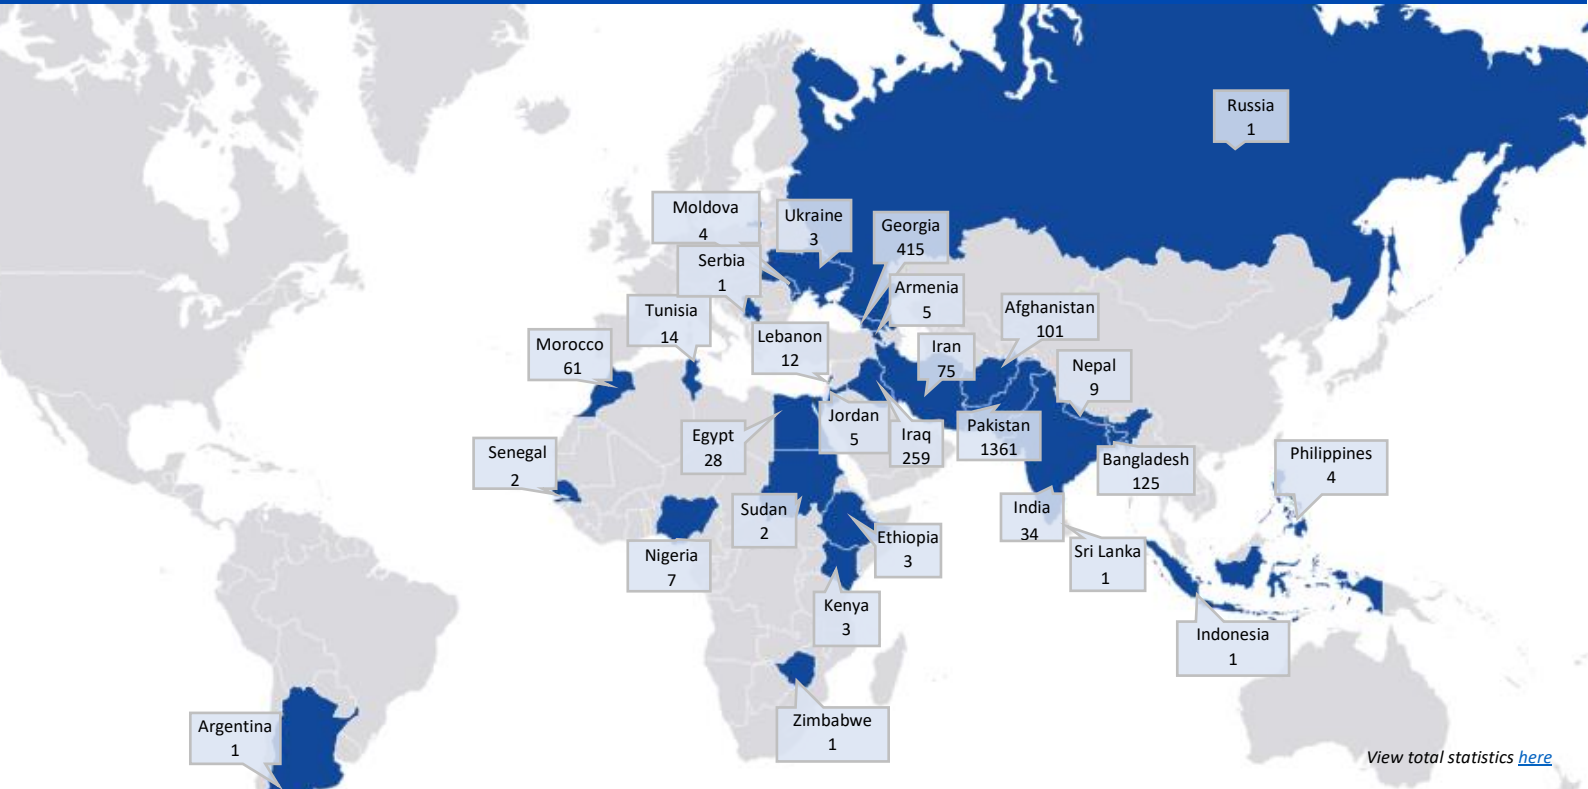 Russia
1
Moldova
4
Ukraine
3
Georgia
415
Serbia
1
Armenia
5
Tunisia
14
Afghanistan
101
Lebanon
12
Morocco
61
Iran
75
Nepal
9
Jordan
5
Egypt
28
Iraq
259
Pakistan
1361
Senegal
2
Bangladesh
125
Philippines
4
Sudan
2
India
34
Ethiopia
3
Sri Lanka
1
Nigeria
7
Kenya
3
Indonesia
1
Zimbabwe
1
Argentina
1
View total statistics here